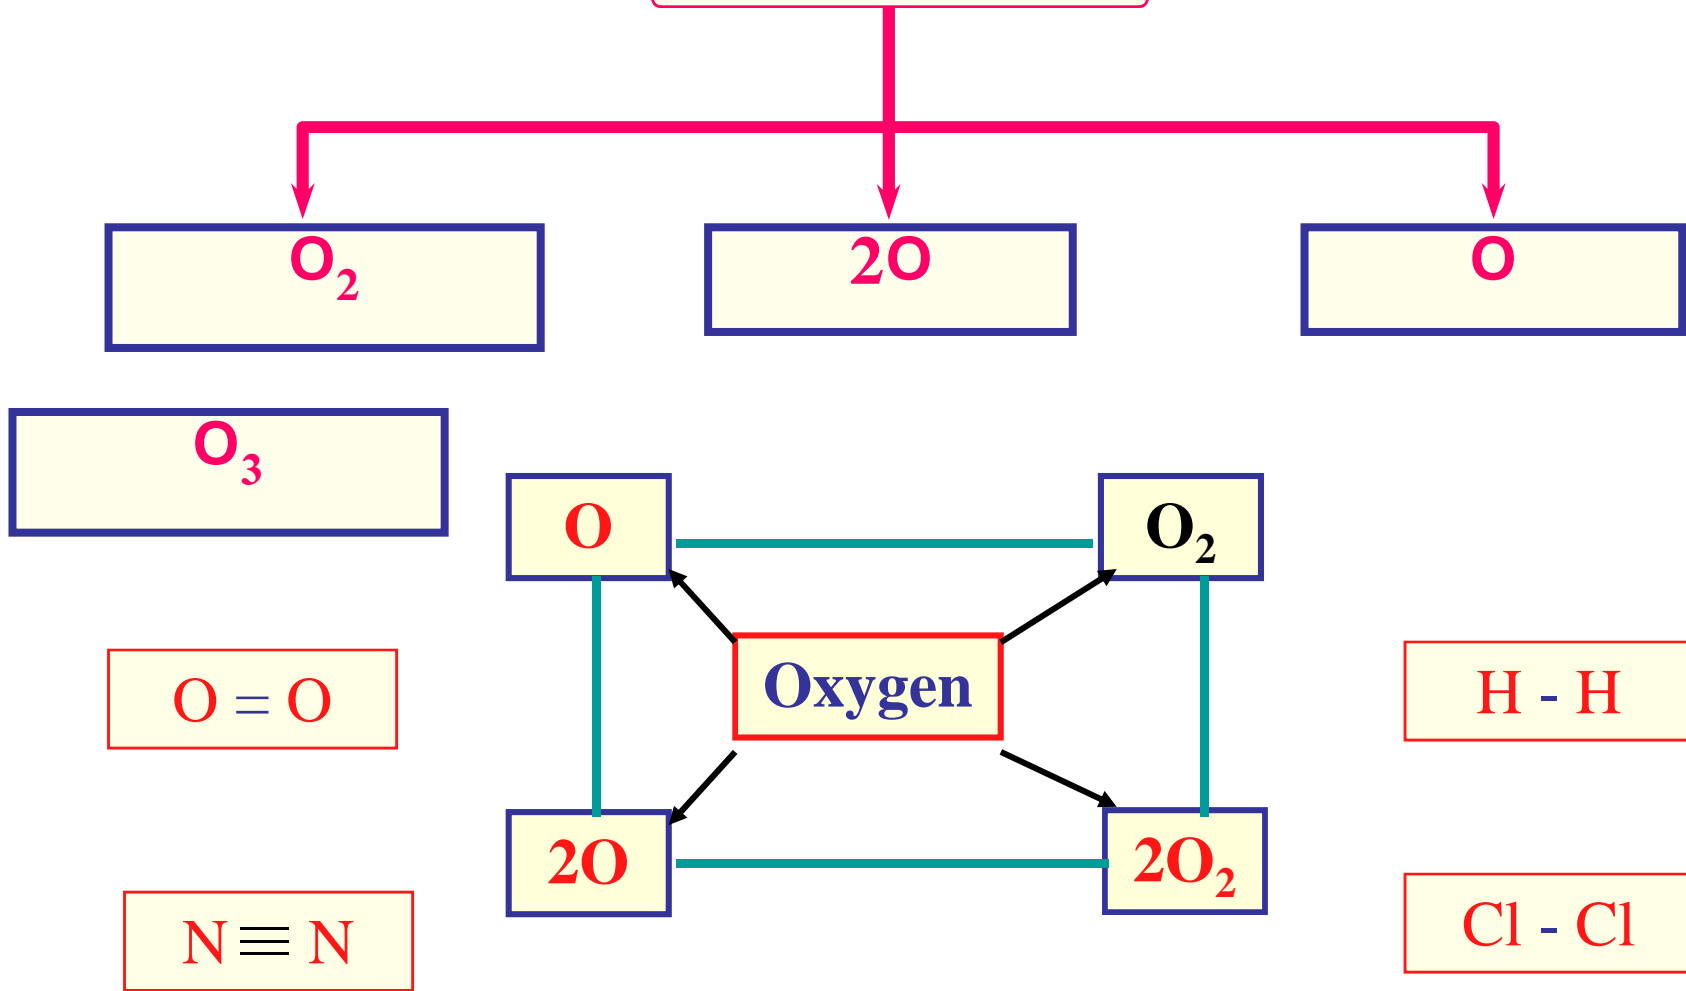 O₂
2O
O
O₃
O
O₂
Oxygen
O = O
H - H
2O
2O₂
N ≡ N
Cl - Cl